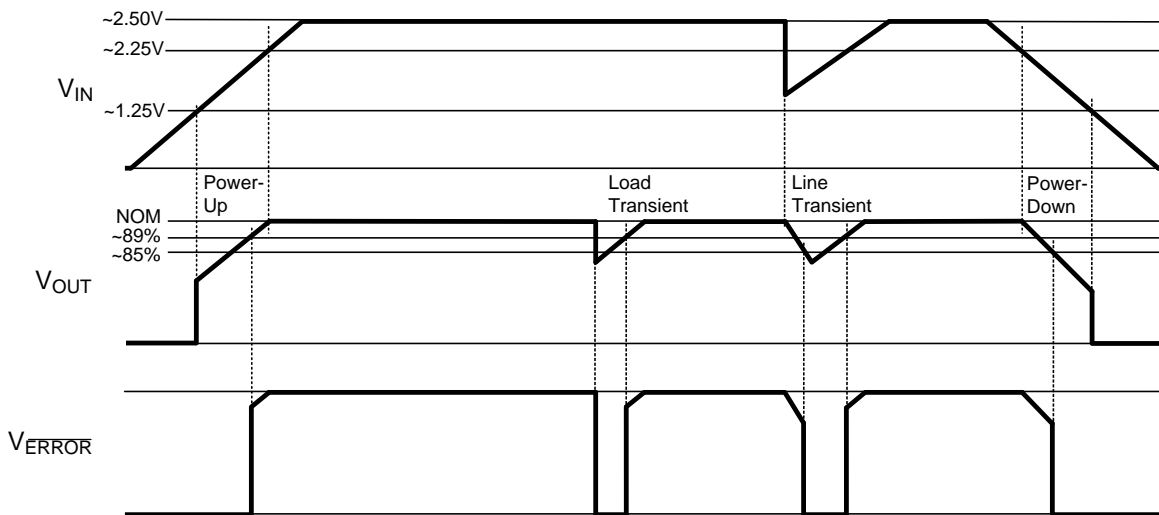 ~2.50V
~2.25V
VIN
~1.25V
Power-
Up
Load
Transient
Line
Transient
Power-
Down
NOM
~89%
~85%
VOUT
VERROR